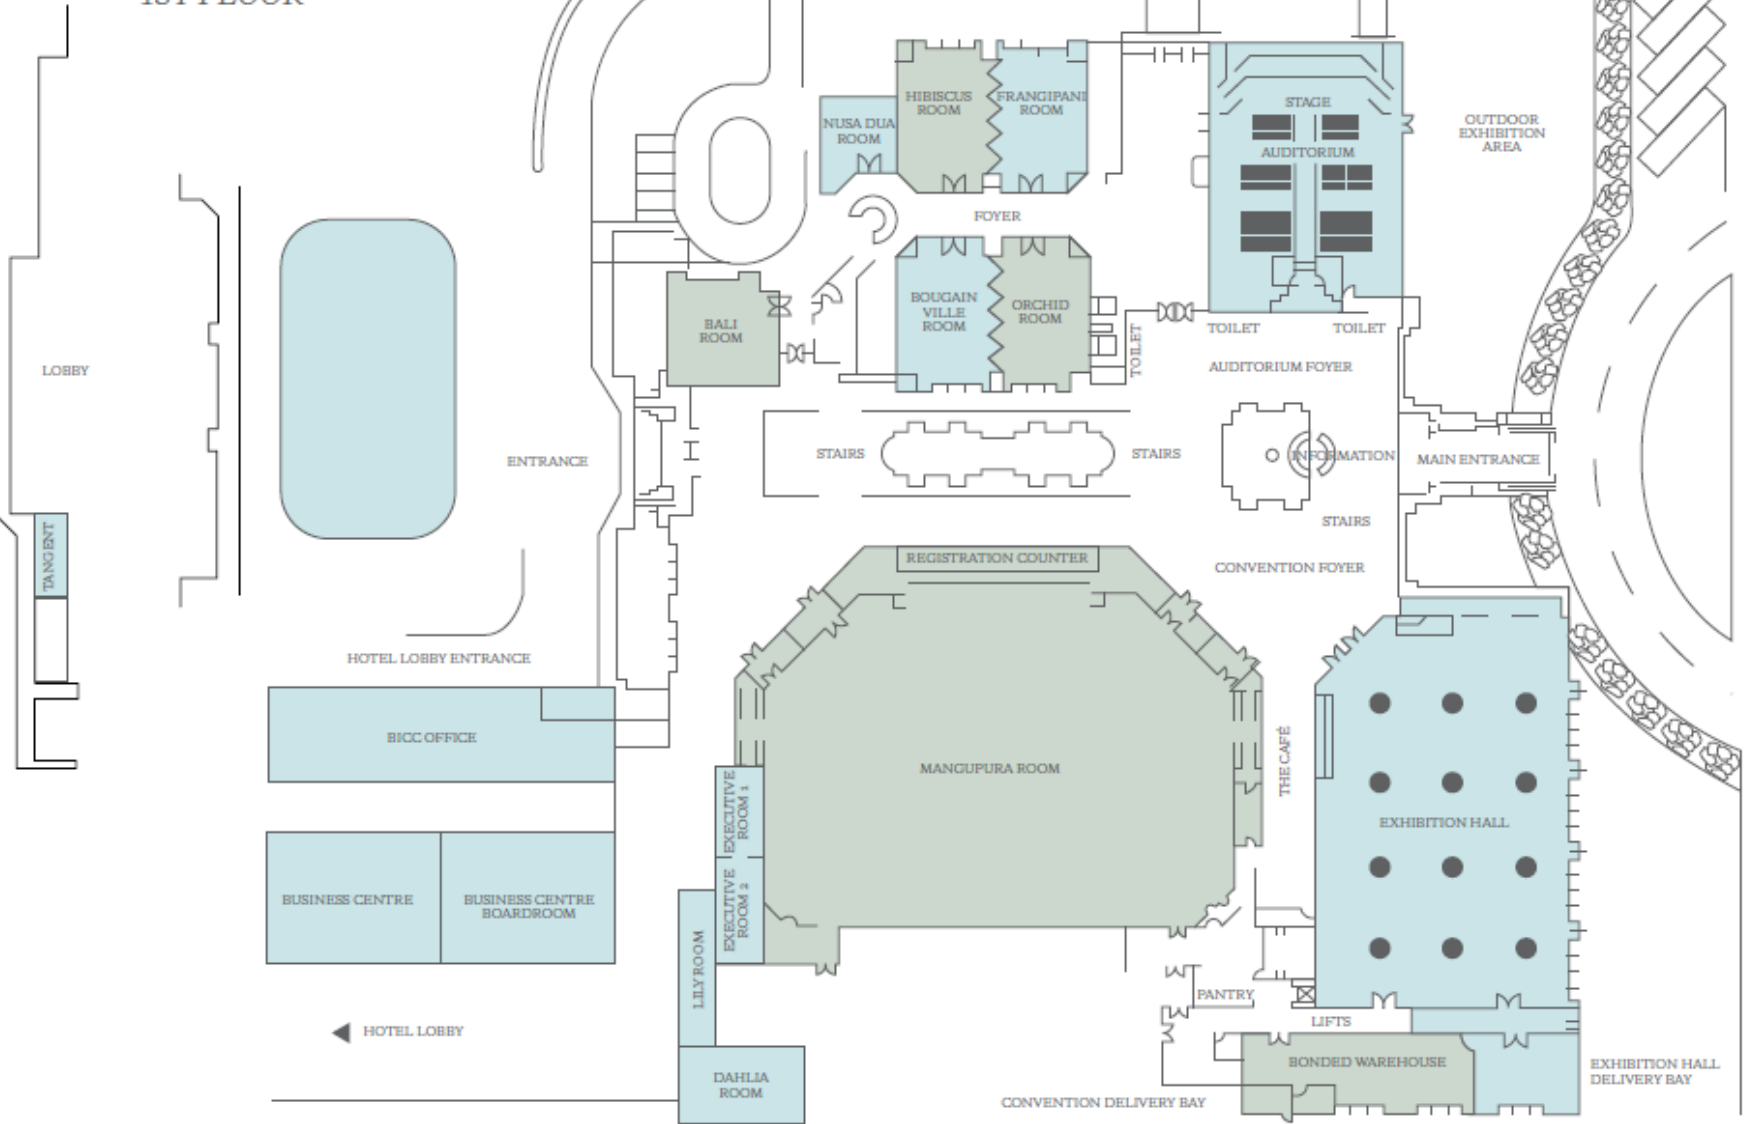 1ST FLOOR
HIBISCUS
ROOM
FRANGIPANI
ROOM
NUSA DUA
ROOM
STAGE
AUDITORIUM
OUTDOOR
EXHIBITION
AREA
FOYER
BALI
ROOM
BOUGAIN
VILLE
ROOM
ORCHID
ROOM
TOILET
TOILET
TOILET
AUDITORIUM FOYER
LOBBY
ENTRANCE
STAIRS
STAIRS
INFORMATION
MAIN ENTRANCE
STAIRS
TANGENT
REGISTRATION COUNTER
CONVENTION FOYER
HOTEL LOBBY ENTRANCE
BICC OFFICE
MANGUPURA ROOM
THE CAFÉ
EXECUTIVE
ROOM 1
EXHIBITION HALL
BUSINESS CENTRE
BUSINESS CENTRE
BOARDROOM
EXECUTIVE
ROOM 2
LILY ROOM
PANTRY
LIFTS
HOTEL LOBBY
BONDED WAREHOUSE
EXHIBITION HALL
DELIVERY BAY
DAHLIA
ROOM
CONVENTION DELIVERY BAY